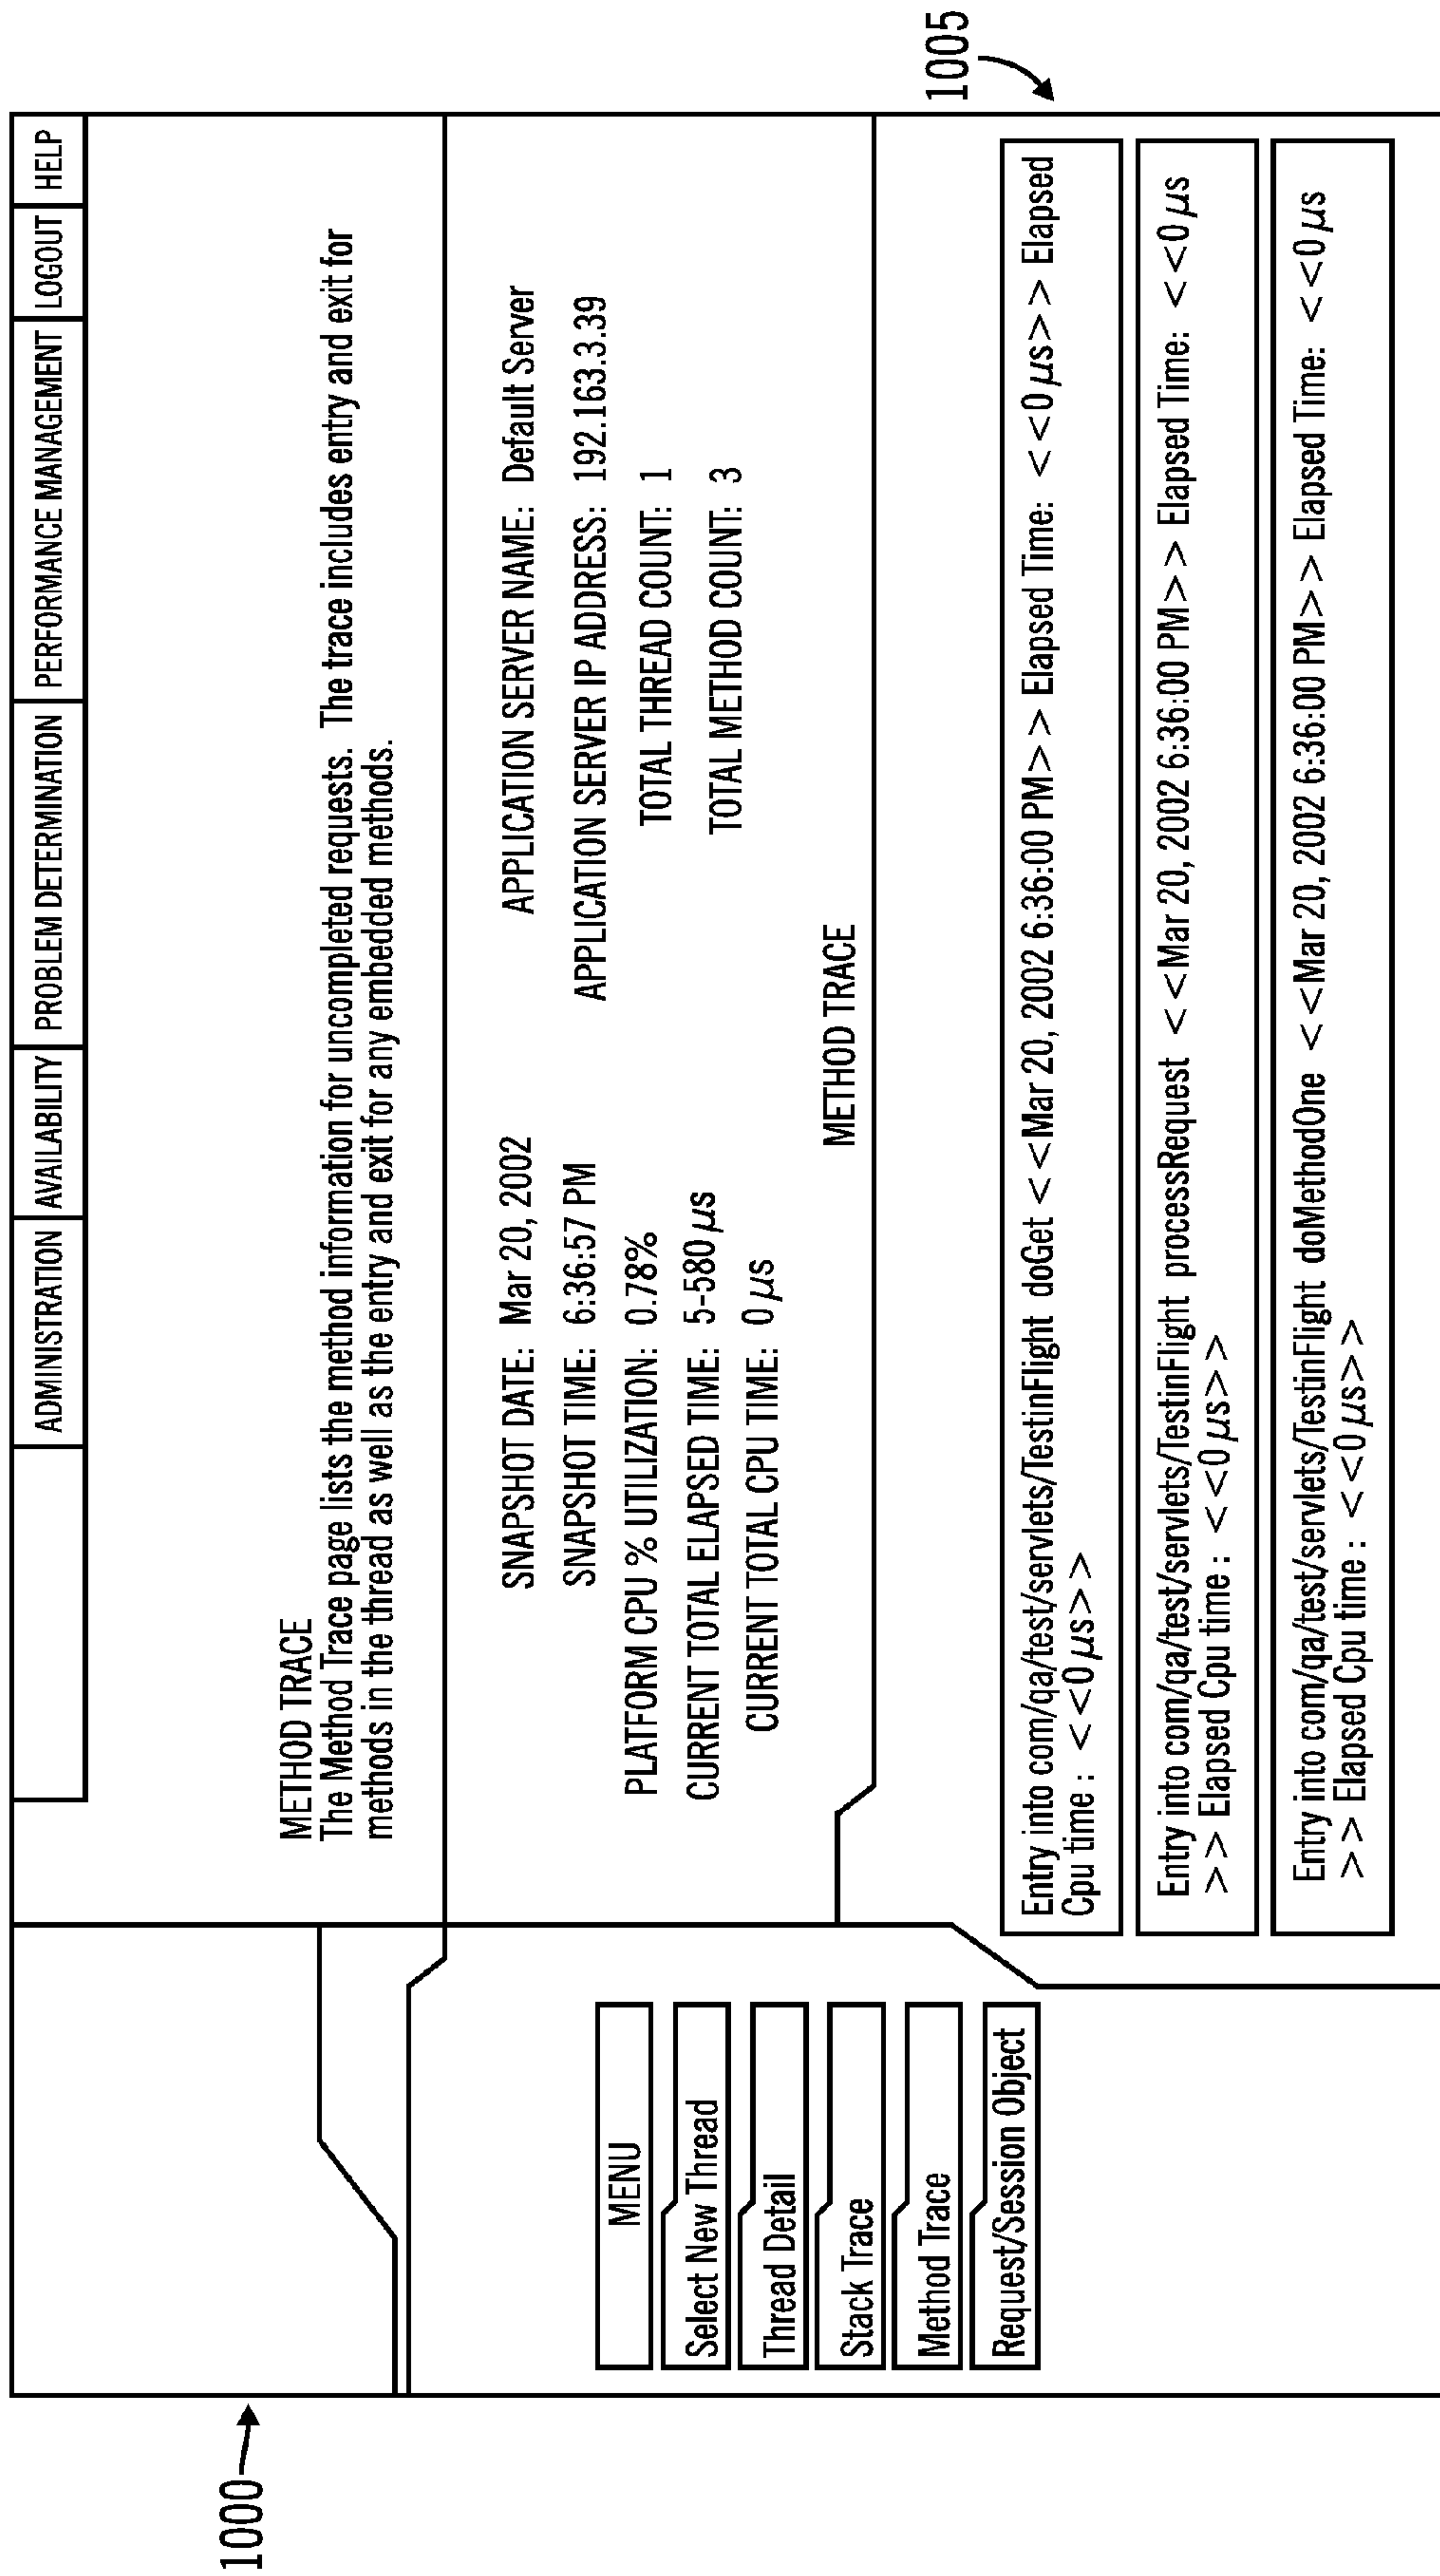 1000
ADMINISTRATION AVAILABILITY PROBLEM DETERMINATION PERFORMANCE MANAGEMENT LOGOUT HELP
METHOD TRACE
The Method Trace page lists the method information for uncompleted requests. The trace includes entry and exit for
methods in the thread as well as the entry and exit for any embedded methods.
SNAPSHOT DATE: Mar 20, 2002
SNAPSHOT TIME: 6:36:57 PM
PLATFORM CPU % UTILIZATION: 0.78%
CURRENT TOTAL ELAPSED TIME: 5-580 µs
CURRENT TOTAL CPU TIME: 0 µs
APPLICATION SERVER NAME: Default Server
APPLICATION SERVER IP ADDRESS: 192.163.3.39
TOTAL THREAD COUNT: 1
TOTAL METHOD COUNT: 3
MENU
Select New Thread
Thread Detail
Stack Trace
Method Trace
Request/Session Object
METHOD TRACE
1005
Entry into com/qa/test/servlets/TestinFlight doGet < <Mar 20, 2002 6:36:00 PM> > Elapsed Time: < <0 µs> > Elapsed
Cpu time : < <0 µs> >
Entry into com/qa/test/servlets/TestinFlight processRequest < <Mar 20, 2002 6:36:00 PM> > Elapsed Time: < <0 µs
> > Elapsed Cpu time : < <0 µs> >
Entry into com/qa/test/servlets/TestinFlight doMethodOne < <Mar 20, 2002 6:36:00 PM> > Elapsed Time: < <0 µs
> > Elapsed Cpu time : < <0 µs> >